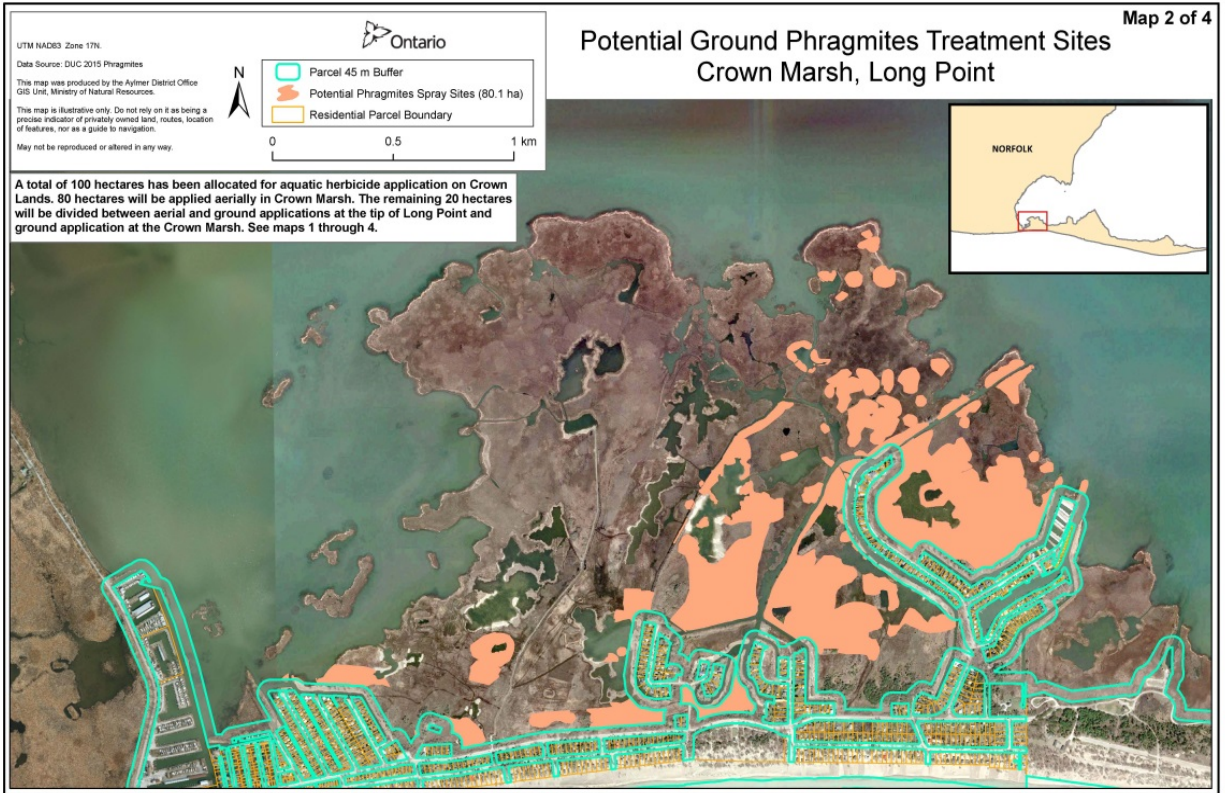 Map 2 of 4
Potential Ground Phragmites Treatment Sites
Crown Marsh, Long Point
UTM NAD83 Zone 17N.
Data Source: DUC 2015 Phragmites
This map was produced by the Aylmer District Office
GIS Unit, Ministry of Natural Resources.
This map is illustrative only. Do not rely on it as being a
precise indicator of privately owned land, routes, location
of features, nor as a guide to navigation.
May not be reproduced or altered in any way.
Ontario
N
Parcel 45 m Buffer
Potential Phragmites Spray Sites (80.1 ha)
Residential Parcel Boundary
0 0.5 1 km
A total of 100 hectares has been allocated for aquatic herbicide application on Crown
Lands. 80 hectares will be applied aerially in Crown Marsh. The remaining 20 hectares
will be divided between aerial and ground applications at the tip of Long Point and
ground application at the Crown Marsh. See maps 1 through 4.
NORFOLK